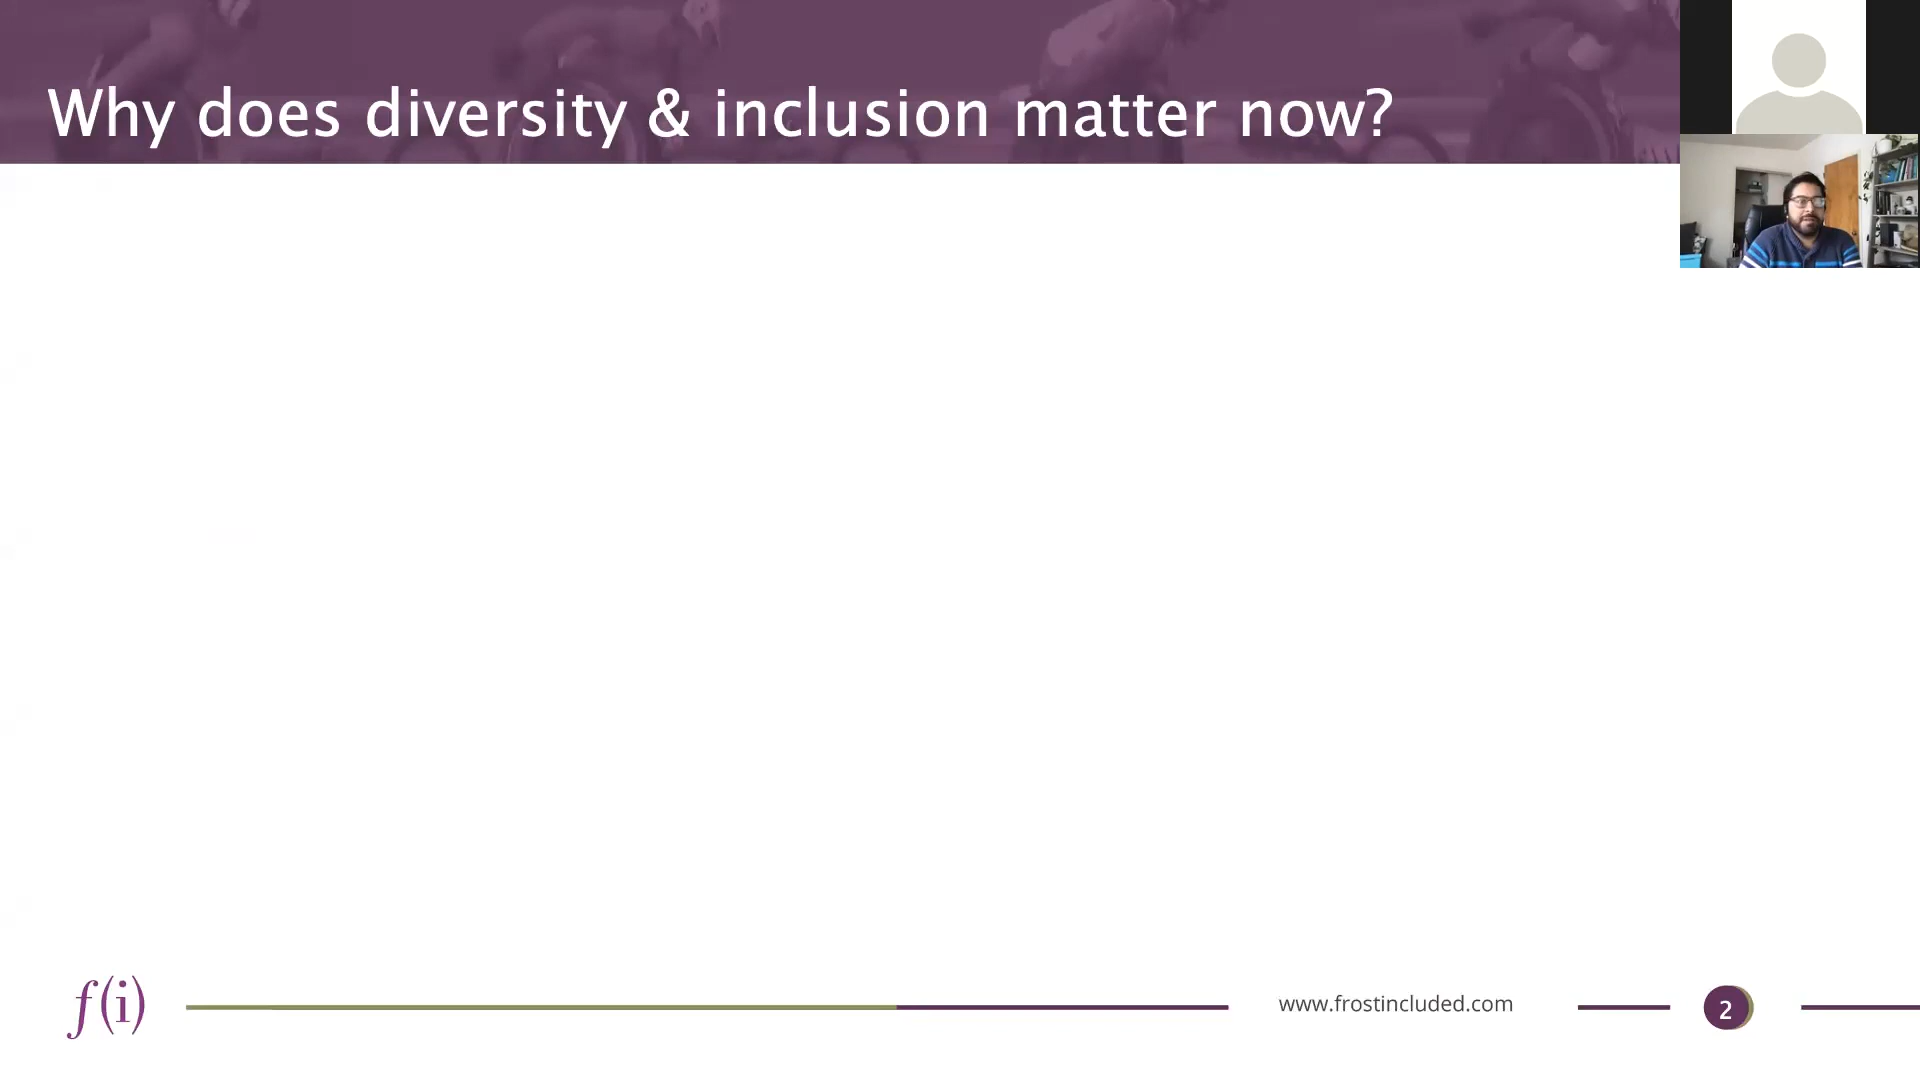 Why does diversity & inclusion matter now?
f(i)
www.frostincluded.com
2